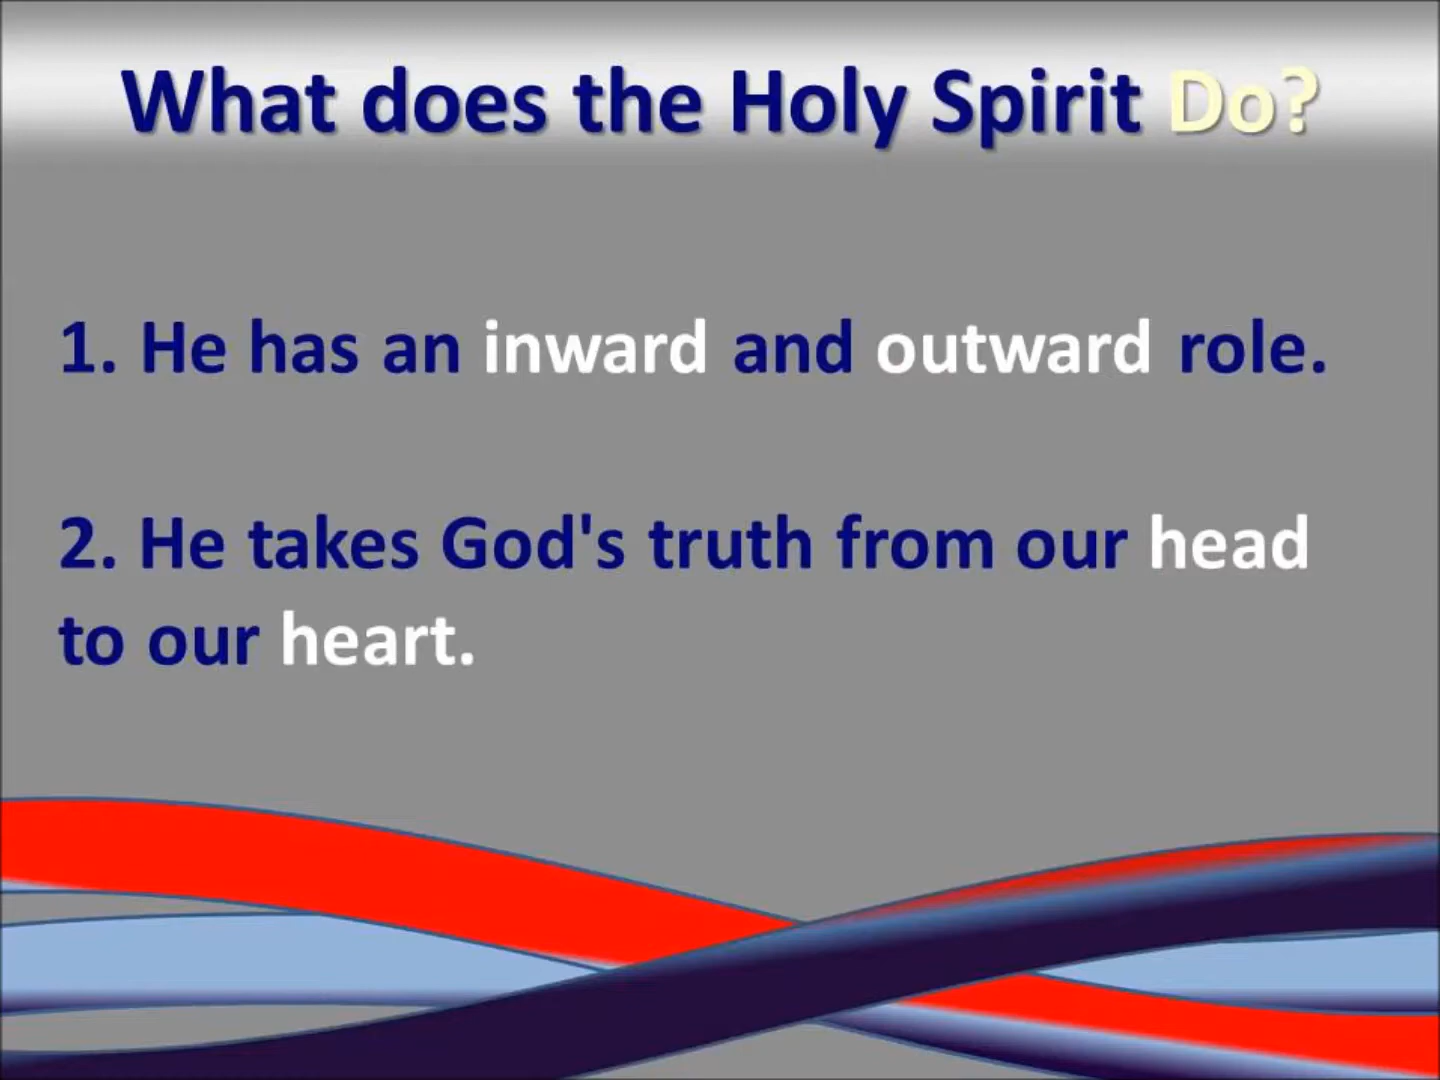 What does the Holy Spirit Do?
1. He has an inward and outward role.
2. He takes God's truth from our head
to our heart.